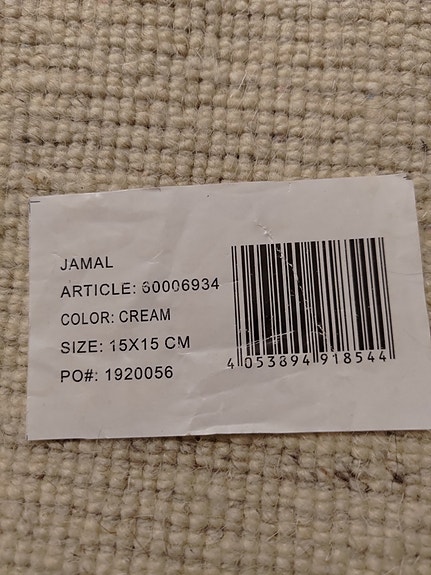 JAMAL
ARTICLE: 60006934
COLOR: CREAM
SIZE: 15X15 CM
PO#: 1920056
4 053894 918544